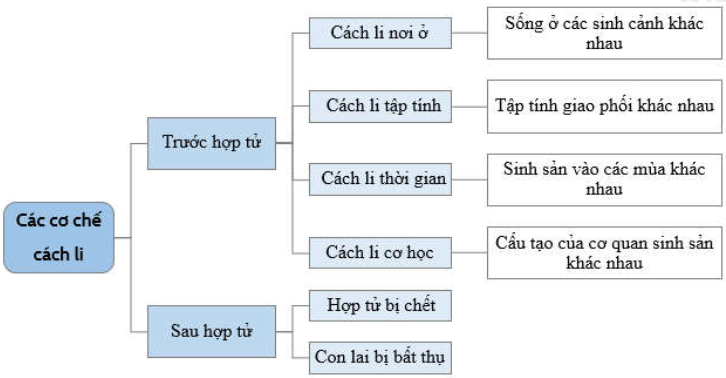 Các cơ chế
cách li
Trước hợp tử
Cách li nơi ở
Sống ở các sinh cảnh khác
nhau
Cách li tập tính
Tập tính giao phối khác nhau
Cách li thời gian
Sinh sản vào các mùa khác
nhau
Cách li cơ học
Cấu tạo của cơ quan sinh sản
khác nhau
Sau hợp tử
Hợp tử bị chết
Con lai bị bất thụ